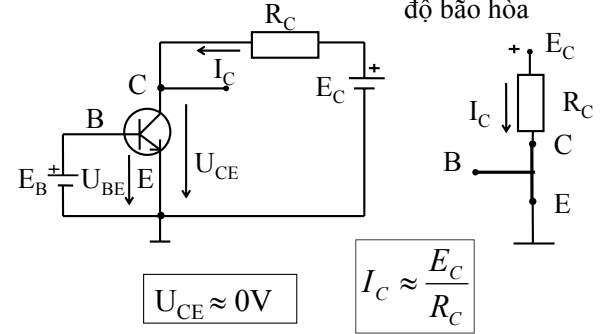 độ bão hòa
R_C
E_C
+
I_C
C
+
E_C
R_C
I_C
B
C
B
+
E_B
U_BE
E
U_CE
E
U_CE ≈ 0V
I_C ≈ E_C / R_C